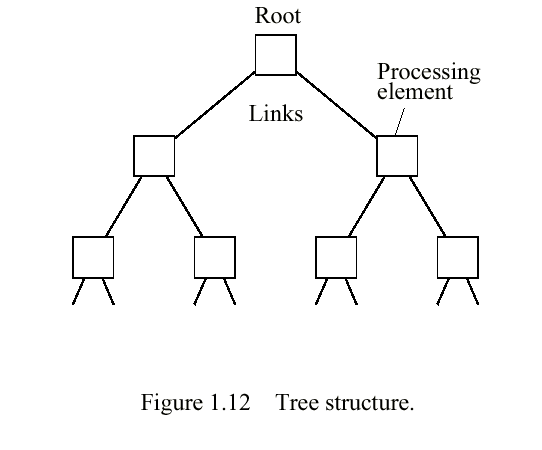 Root
Processing
element
Links
Figure 1.12 Tree structure.